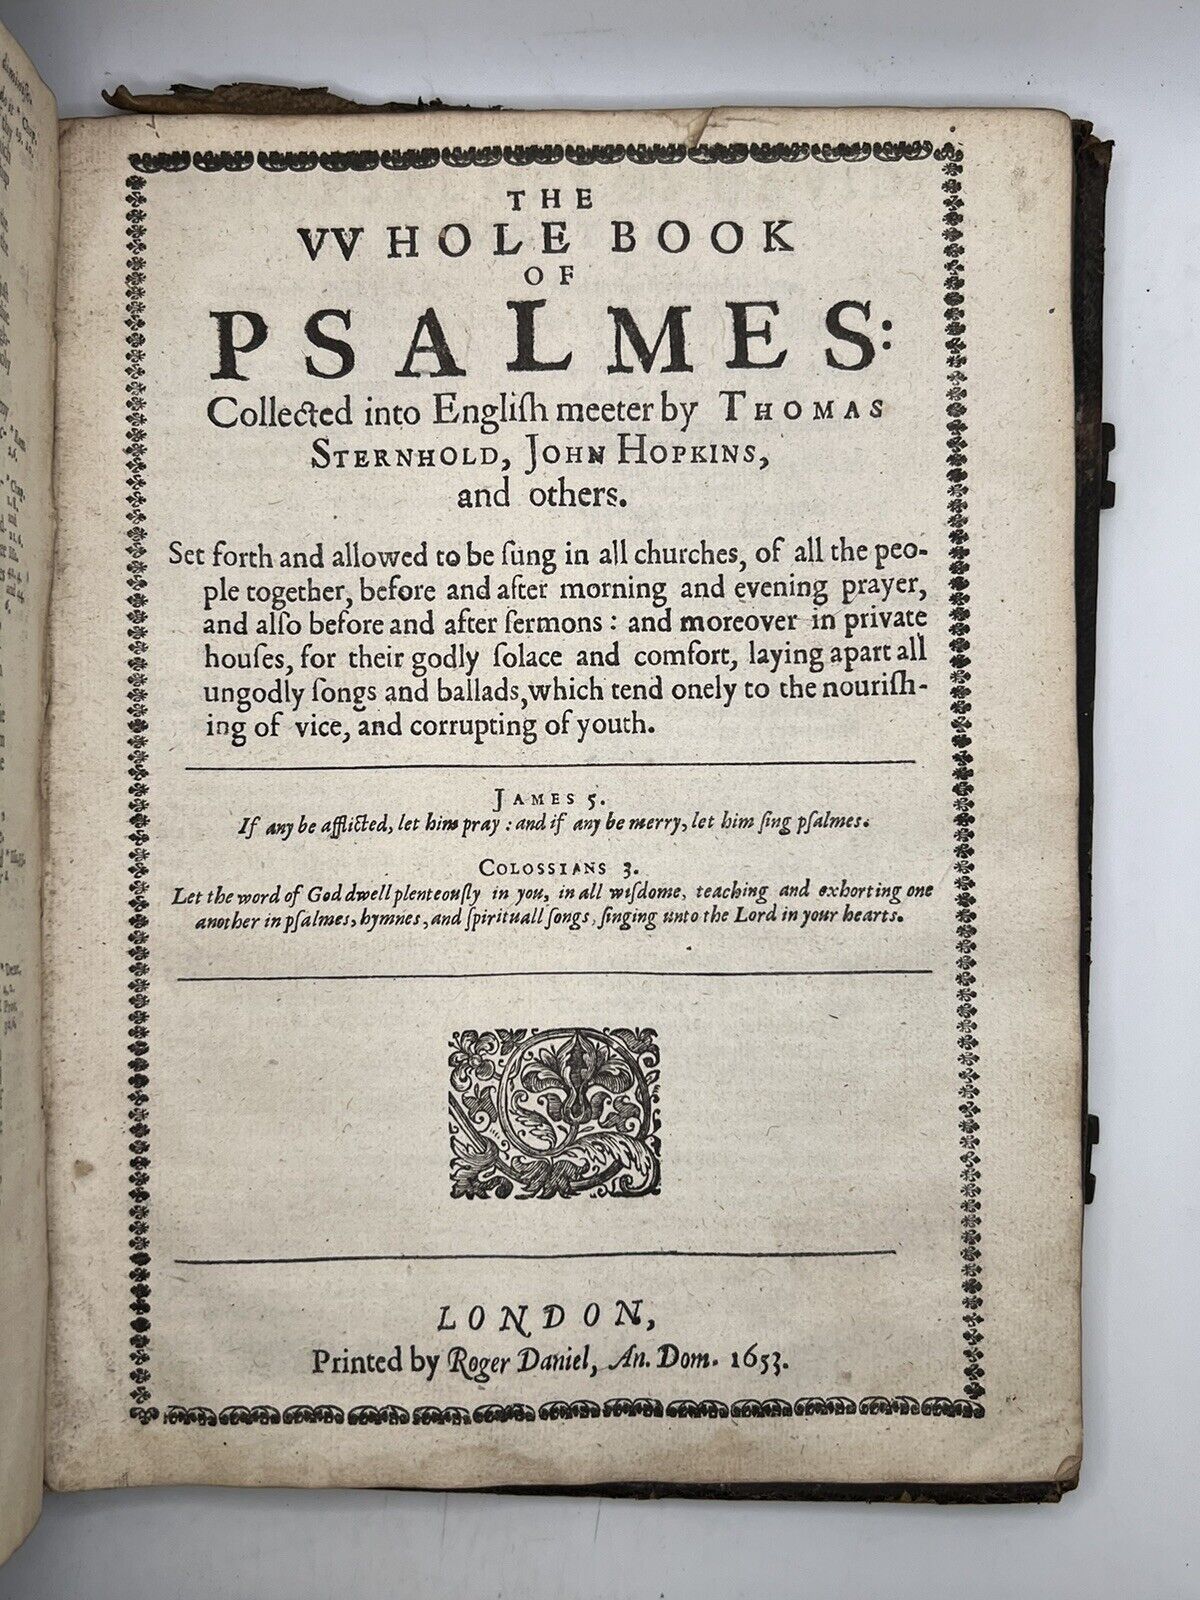 THE
VVHOLE BOOK
OF
PSALMES:
Collected into Engliſh meeter by THOMAS
STERNHOLD, JOHN HOPKINS,
and others.
Set forth and allowed to be ſung in all churches, of all the peo-
ple together, before and after morning and evening prayer,
and alſo before and after ſermons: and moreover in private
houſes, for their godly ſolace and comfort, laying apart all
ungodly ſongs and ballads, which tend onely to the nouriſh-
ing of vice, and corrupting of youth.
JAMES 5.
If any be afflicted, let him pray: and if any be merry, let him ſing pſalmes.
COLOSSIANS 3.
Let the word of God dwell plenteouſly in you, in all wiſdome, teaching and exhorting one
another in pſalmes, hymnes, and ſpirituall ſongs, ſinging unto the Lord in your hearts.
LONDON,
Printed by Roger Daniel, An. Dom. 1653.